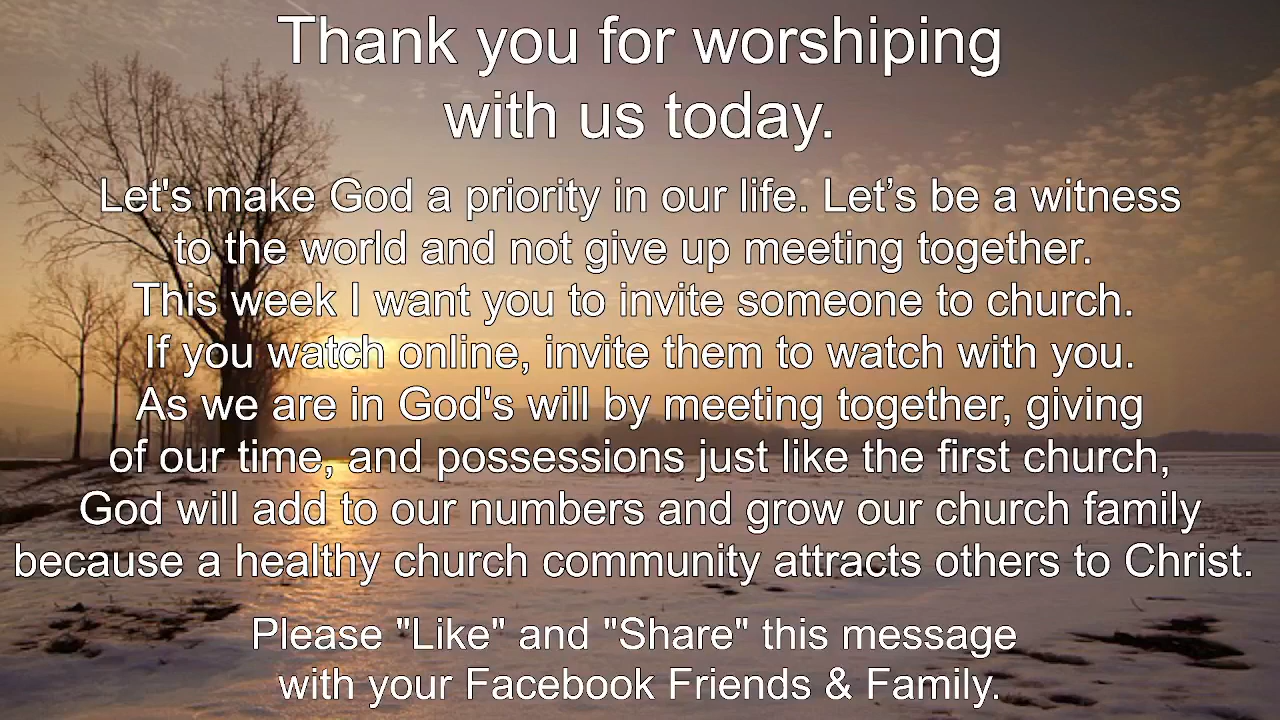 Thank you for worshiping
with us today.
Let's make God a priority in our life. Let’s be a witness
to the world and not give up meeting together.
This week I want you to invite someone to church.
If you watch online, invite them to watch with you.
As we are in God's will by meeting together, giving
of our time, and possessions just like the first church,
God will add to our numbers and grow our church family
because a healthy church community attracts others to Christ.
Please "Like" and "Share" this message
with your Facebook Friends & Family.